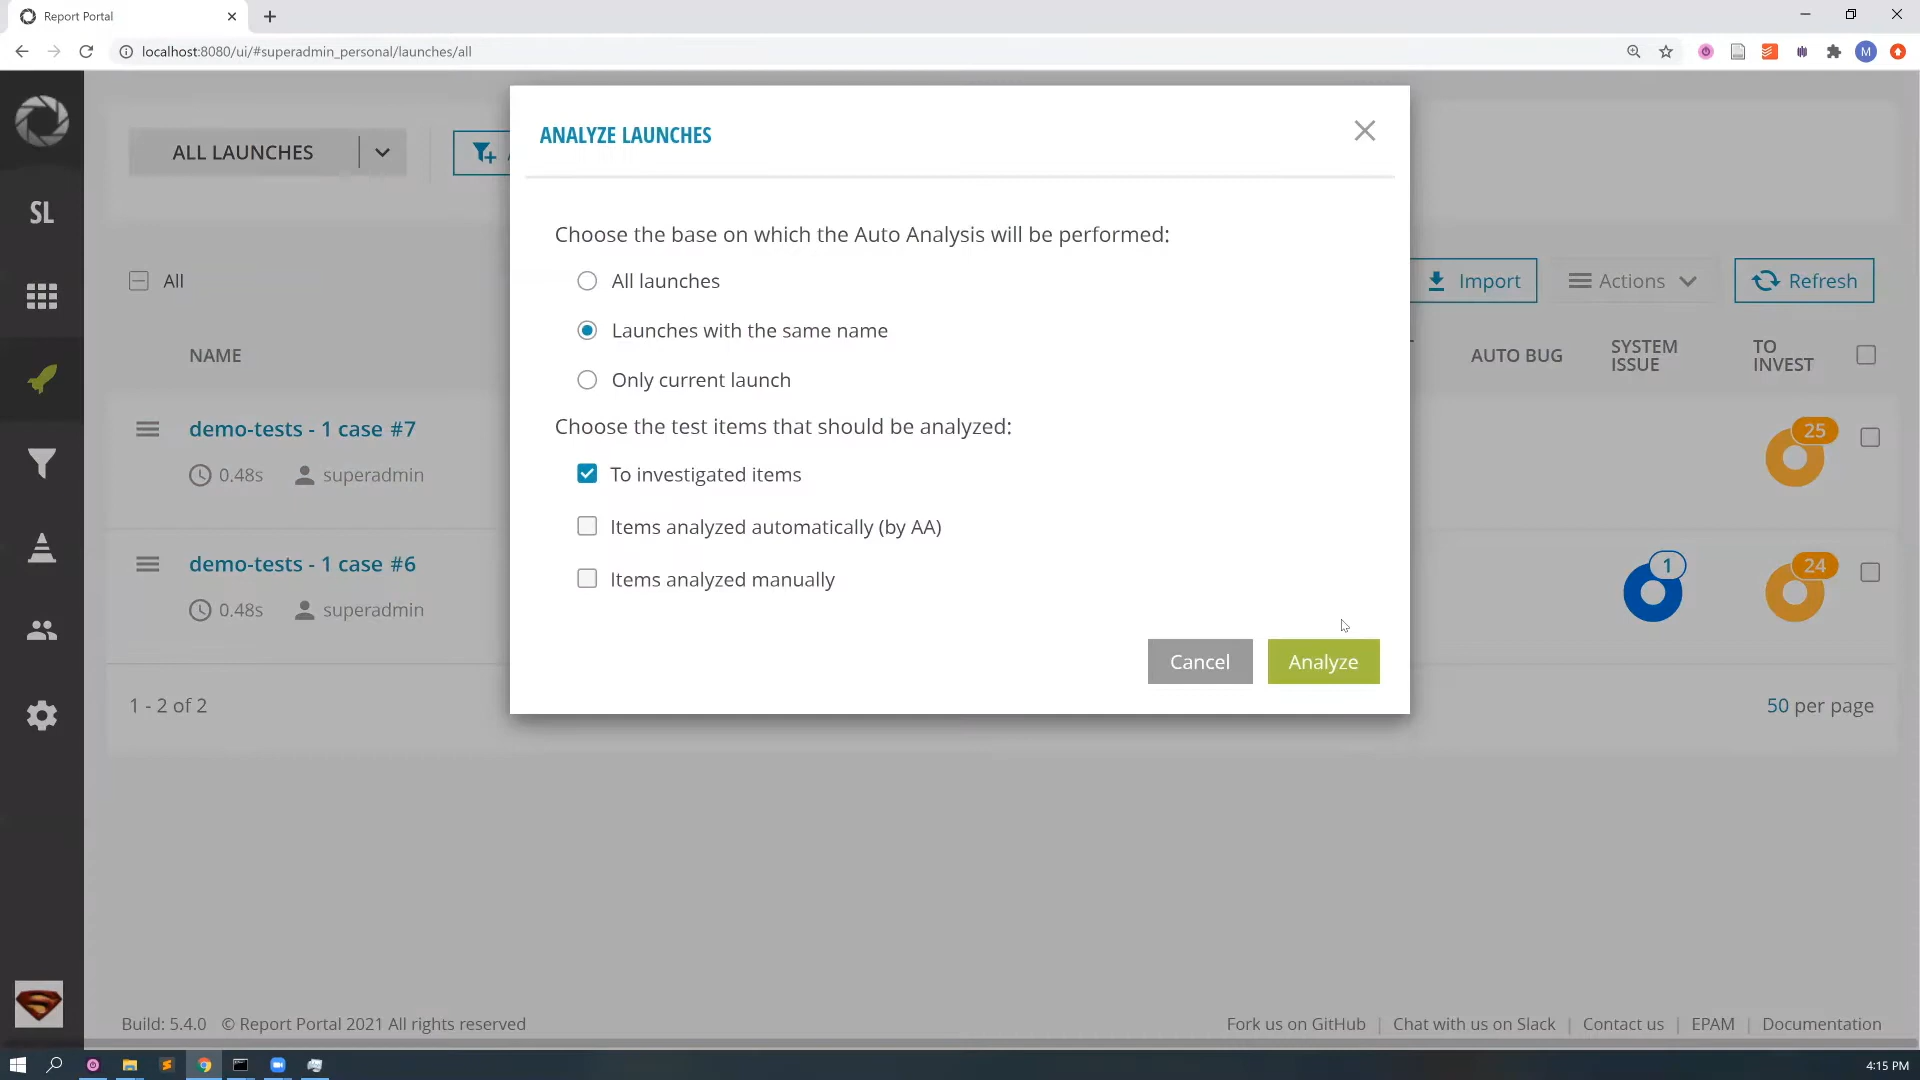 Report Portal
localhost:8080/ui/#superadmin_personal/launches/all
M
SL
ALL LAUNCHES
All
Import
Actions
Refresh
NAME
AUTO BUG
SYSTEM ISSUE
TO INVEST
demo-tests - 1 case #7
0.48s superadmin
25
demo-tests - 1 case #6
0.48s superadmin
1
24
1 - 2 of 2
50 per page
ANALYZE LAUNCHES
Choose the base on which the Auto Analysis will be performed:
All launches
Launches with the same name
Only current launch
Choose the test items that should be analyzed:
To investigated items
Items analyzed automatically (by AA)
Items analyzed manually
Cancel
Analyze
Build: 5.4.0 © Report Portal 2021 All rights reserved
Fork us on GitHub | Chat with us on Slack | Contact us | EPAM | Documentation
4:15 PM